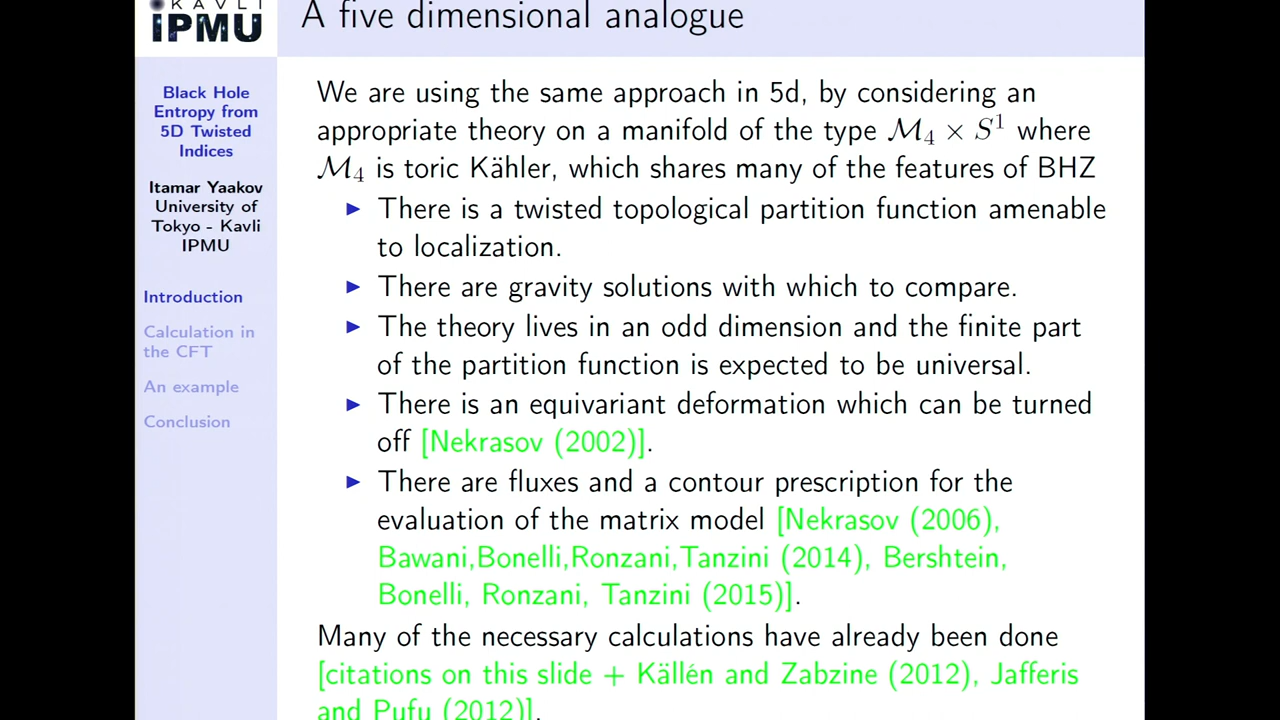 KAVLI
IPMU
A five dimensional analogue
Black Hole
Entropy from
5D Twisted
Indices
Itamar Yaakov
University of
Tokyo - Kavli
IPMU
Introduction
Calculation in
the CFT
An example
Conclusion
We are using the same approach in 5d, by considering an
appropriate theory on a manifold of the type ℳ₄ × S¹ where
ℳ₄ is toric Kähler, which shares many of the features of BHZ
▶ There is a twisted topological partition function amenable
to localization.
▶ There are gravity solutions with which to compare.
▶ The theory lives in an odd dimension and the finite part
of the partition function is expected to be universal.
▶ There is an equivariant deformation which can be turned
off [Nekrasov (2002)].
▶ There are fluxes and a contour prescription for the
evaluation of the matrix model [Nekrasov (2006),
Bawani,Bonelli,Ronzani,Tanzini (2014), Bershtein,
Bonelli, Ronzani, Tanzini (2015)].
Many of the necessary calculations have already been done
[citations on this slide + Källén and Zabzine (2012), Jafferis
and Pufu (2012)].